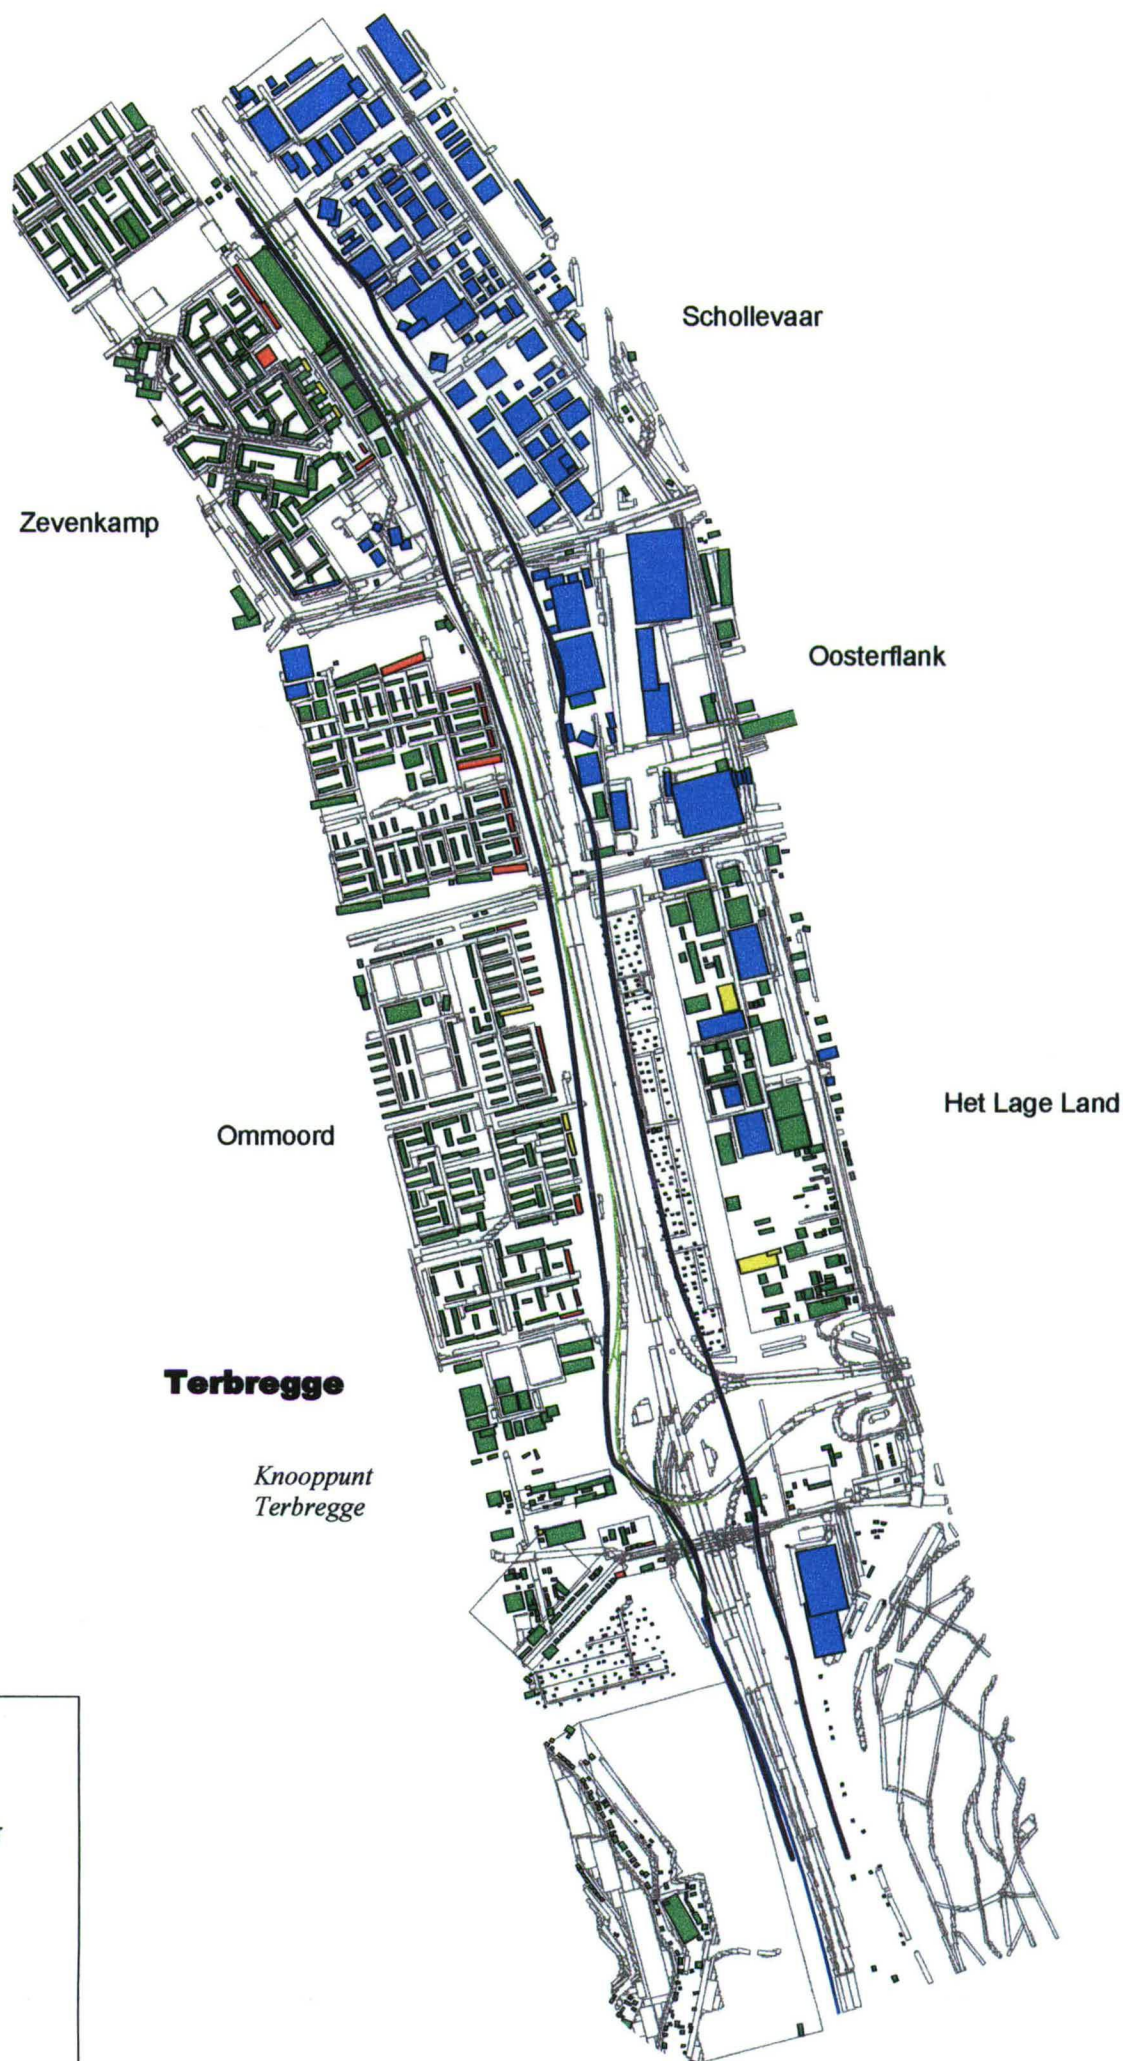 Schollevaar
Zevenkamp
Oosterflank
Het Lage Land
Ommoord
Terbregge
Knooppunt
Terbregge